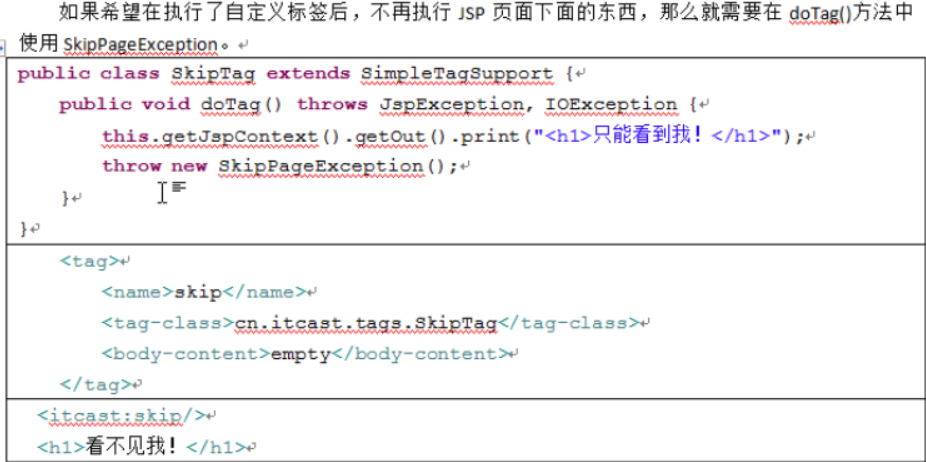 如果希望在执行了自定义标签后，不再执行 JSP 页面下面的东西，那么就需要在 doTag()方法中
使用 SkipPageException。
public class SkipTag extends SimpleTagSupport {
public void doTag() throws JspException, IOException {
this.getJspContext().getOut().print("<h1>只能看到我！</h1>");
throw new SkipPageException();
}
}
<tag>
<name>skip</name>
<tag-class>cn.itcast.tags.SkipTag</tag-class>
<body-content>empty</body-content>
</tag>
<itcast:skip/>
<h1>看不见我！</h1>